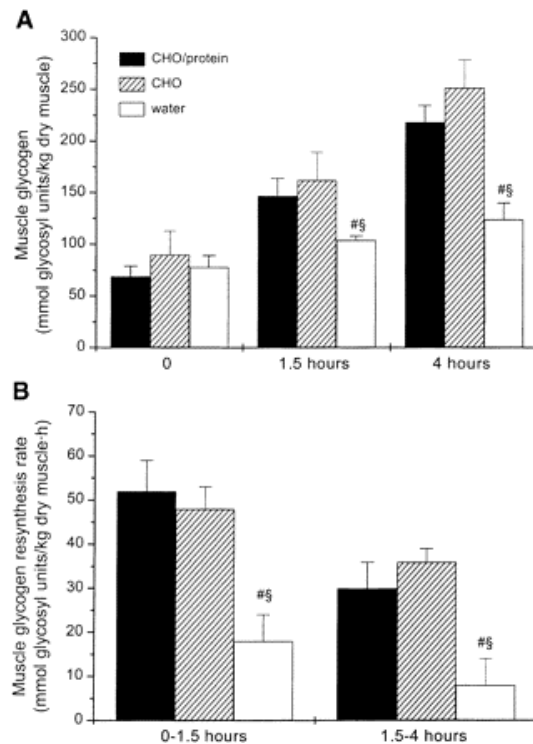 A
Muscle glycogen
(mmol glycosyl units/kg dry muscle)
300
250
200
150
100
50
0
CHO/protein
CHO
water
#§
#§
0
1.5 hours
4 hours
B
Muscle glycogen resynthesis rate
(mmol glycosyl units/kg dry muscle·h)
70
60
50
40
30
20
10
0
#§
#§
0-1.5 hours
1.5-4 hours